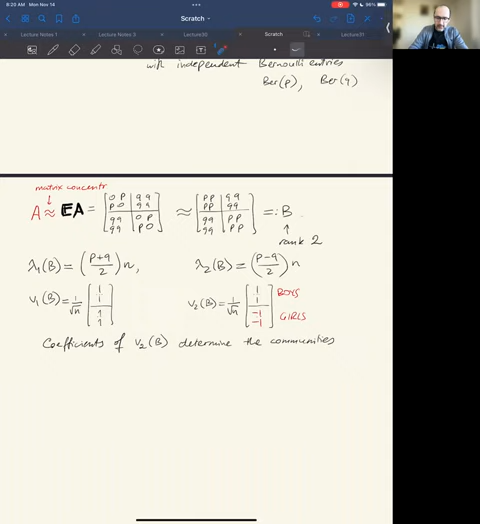 8:23 AM Mon Nov 14
96%
Scratch
Lecture Notes 1
Lecture Notes 3
Lecture30
Scratch
Lecture31
with independent Bernoulli entries
Ber(p), Ber(q)
matrix concentr
A ≈ EA = [0 p | q q; p 0 | q q; q q | 0 p; q q | p 0] ≈ [p p | q q; p p | q q; q q | p p; q q | p p] =: B.
rank 2
λ₁(B) = (p+q / 2) n, λ₂(B) = (p-q / 2) n
v₁(B) = 1/√n [1 1 1 1] v₂(B) = 1/√n [1 1 -1 -1] BOYS GIRLS
Coefficients of v₂(B) determine the communities